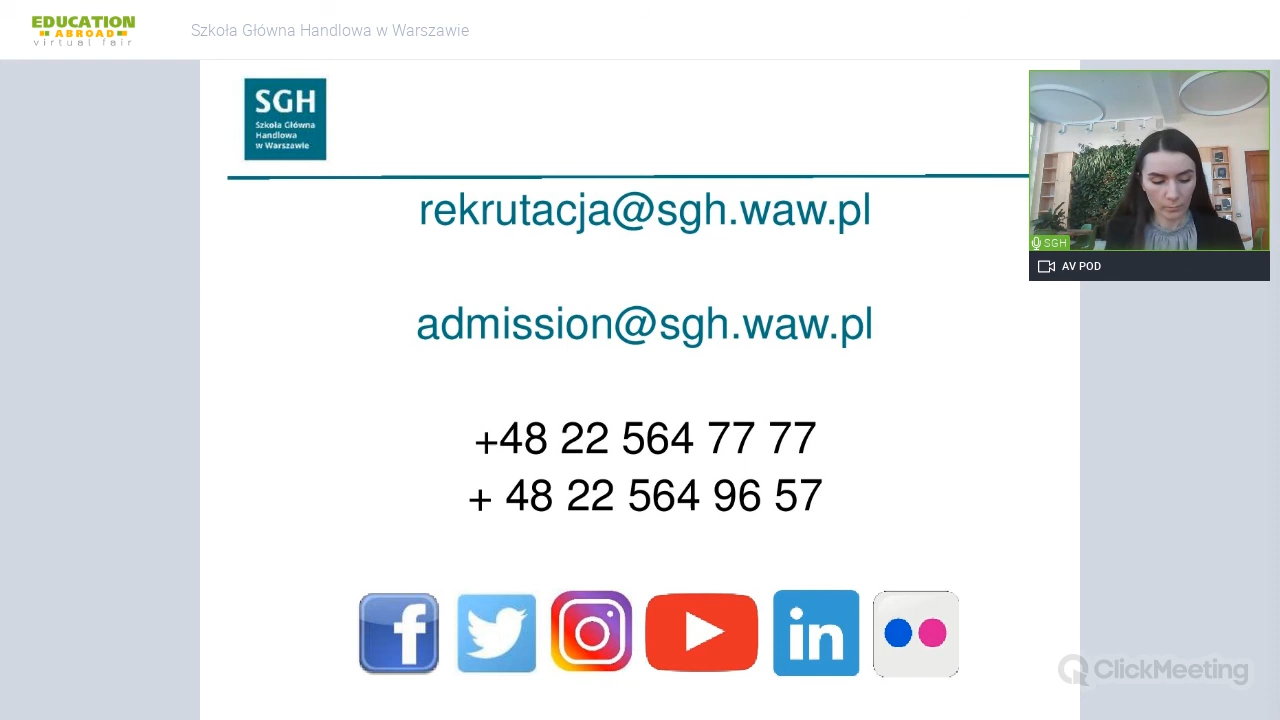 EDUCATION
ABROAD
virtual fair
Szkoła Główna Handlowa w Warszawie
SGH
Szkoła Główna
Handlowa
w Warszawie
rekrutacja@sgh.waw.pl
admission@sgh.waw.pl
+48 22 564 77 77
+ 48 22 564 96 57
SGH
AV POD
f
in
ClickMeeting